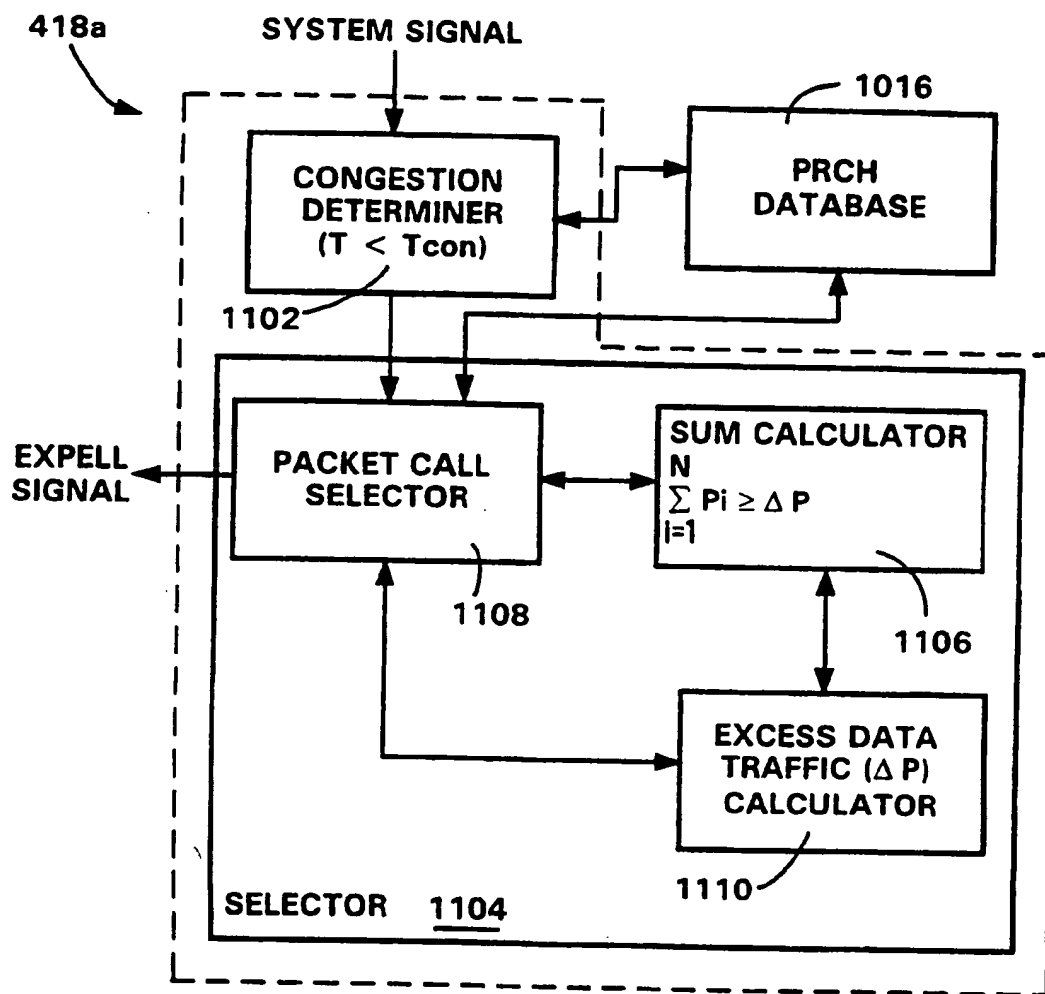 418a
SYSTEM SIGNAL
1016
CONGESTION
DETERMINER
(T < Tcon)
PRCH
DATABASE
1102
EXPELL
SIGNAL
PACKET CALL
SELECTOR
SUM CALCULATOR
N
Σ Pi ≥ Δ P
i=1
1108
1106
EXCESS DATA
TRAFFIC (Δ P)
CALCULATOR
1110
SELECTOR 1104